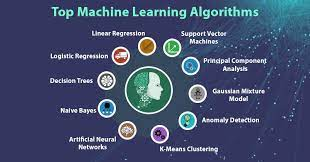 Top Machine Learning Algorithms
Linear Regression
Support Vector
Machines
Logistic Regression
Principal Component
Analysis
Decision Trees
Gaussian Mixture
Model
Naive Bayes
Anomaly Detection
Artificial Neural
Networks
K-Means Clustering